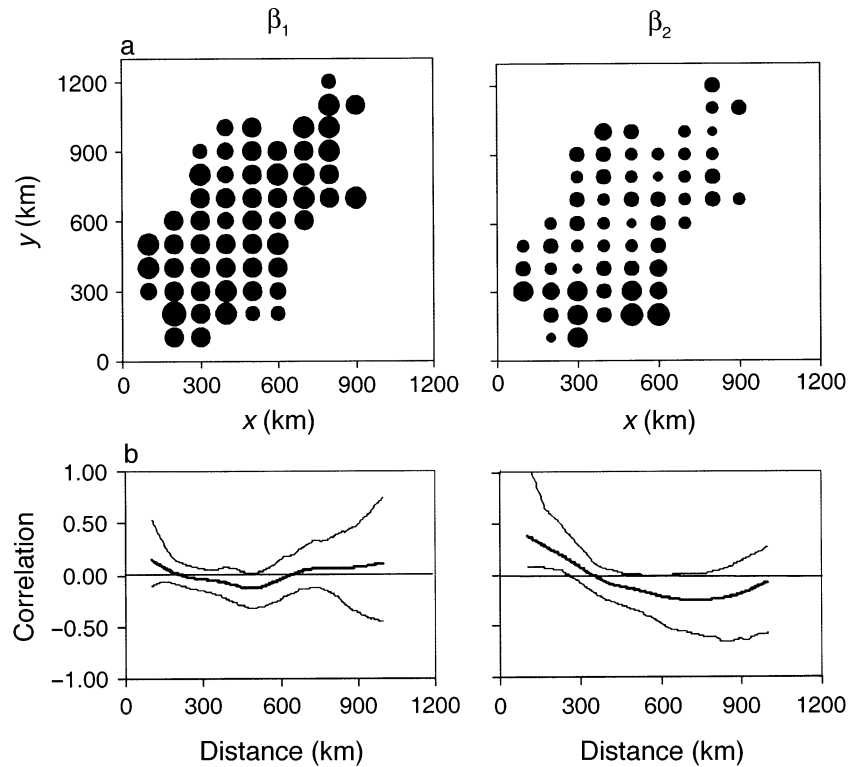 β1 β2
a
1200
900
600
300
0
y (km)
0 300 600 900 1200
x (km)
0 300 600 900 1200
x (km)
b
1.00
0.50
0.00
−0.50
−1.00
Correlation
0 300 600 900 1200
Distance (km)
0 300 600 900 1200
Distance (km)